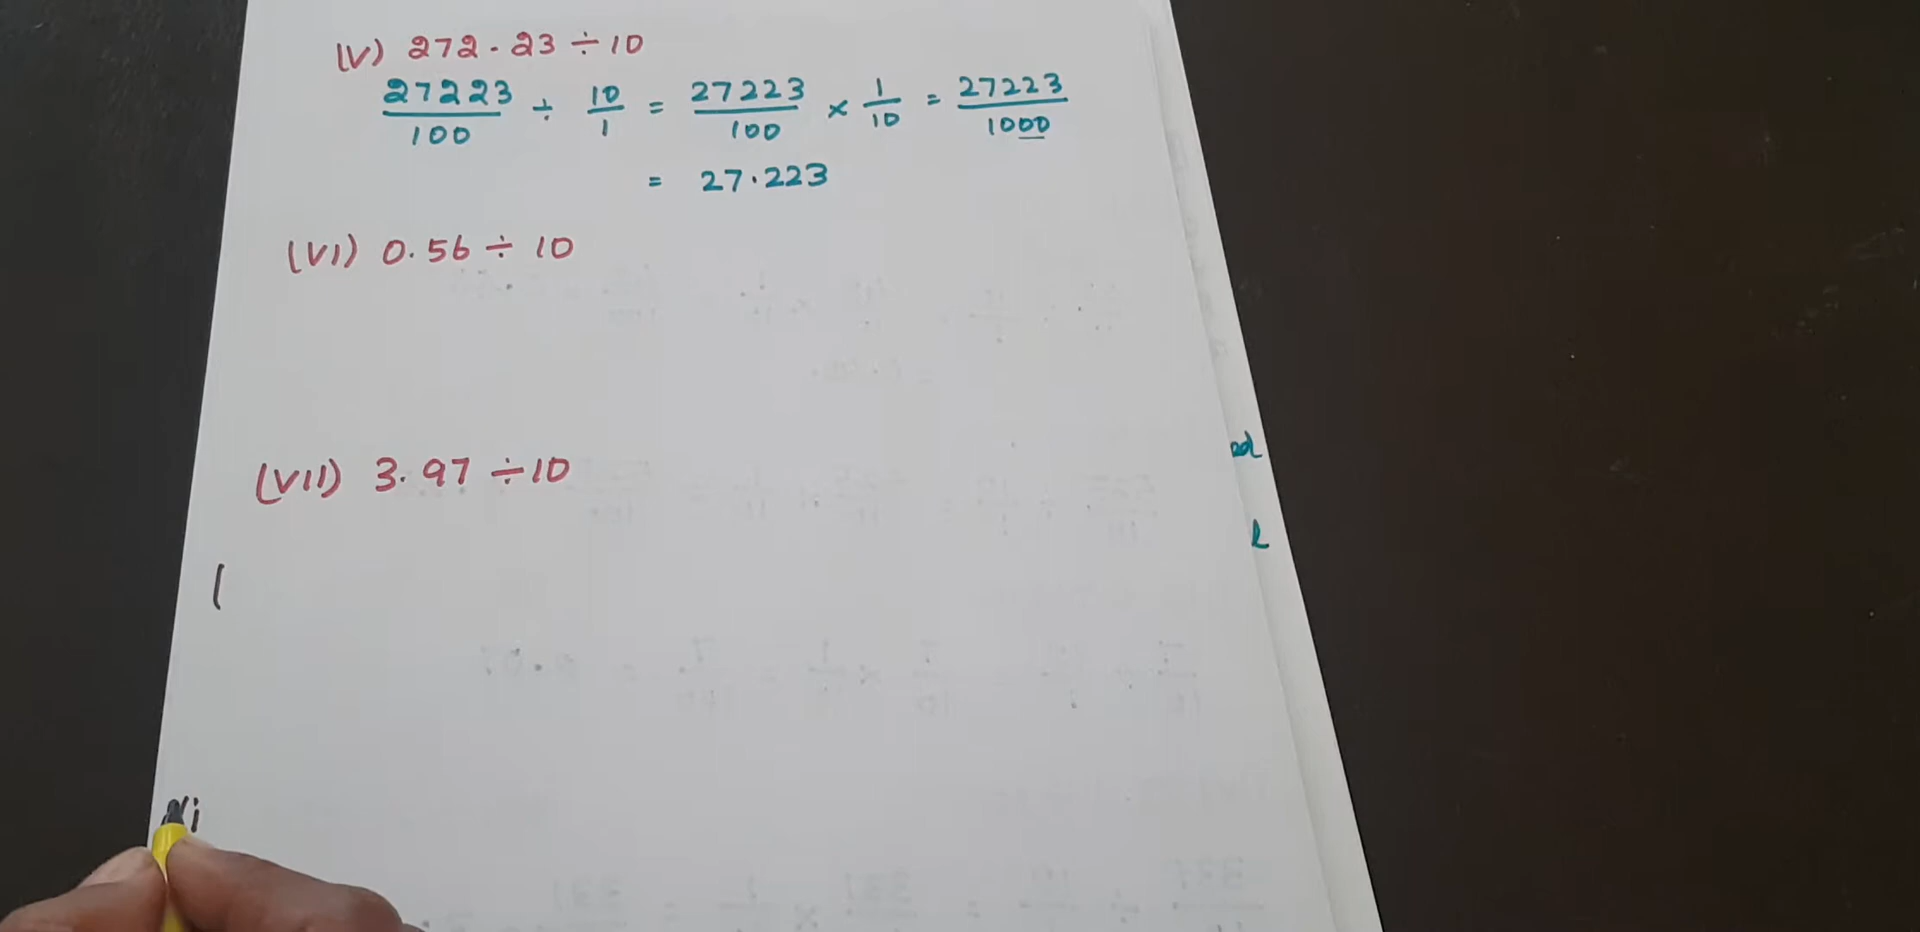 (V) 272.23 ÷ 10
27223/100 ÷ 10/1 = 27223/100 × 1/10 = 27223/1000
= 27.223
(VI) 0.56 ÷ 10
(VII) 3.97 ÷ 10
(